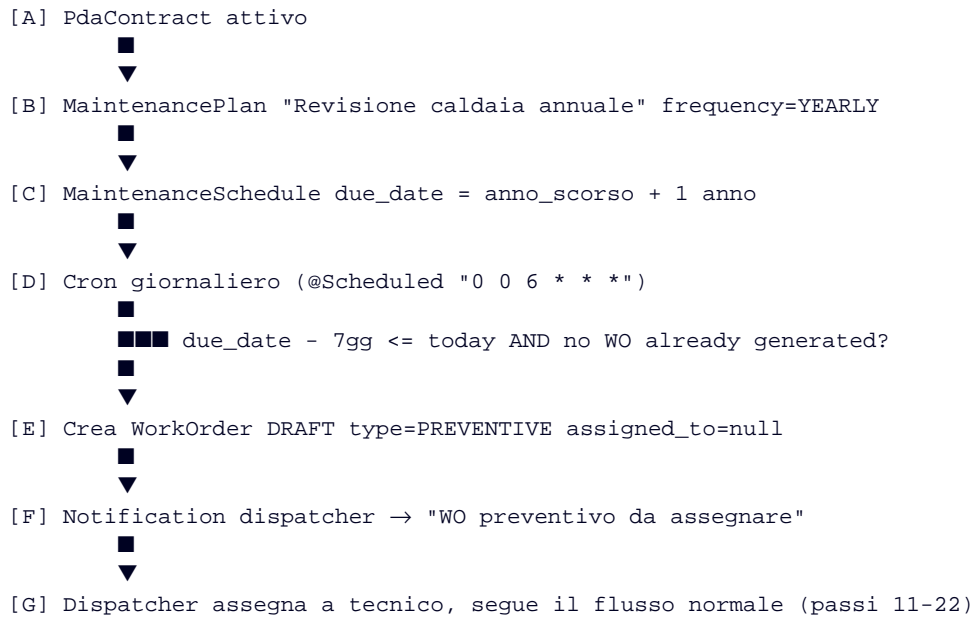 [A] PdaContract attivo
■
▼
[B] MaintenancePlan "Revisione caldaia annuale" frequency=YEARLY
■
▼
[C] MaintenanceSchedule due_date = anno_scorso + 1 anno
■
▼
[D] Cron giornaliero (@Scheduled "0 0 6 * * *")
■
■■■ due_date - 7gg <= today AND no WO already generated?
■
▼
[E] Crea WorkOrder DRAFT type=PREVENTIVE assigned_to=null
■
▼
[F] Notification dispatcher → "WO preventivo da assegnare"
■
▼
[G] Dispatcher assegna a tecnico, segue il flusso normale (passi 11-22)